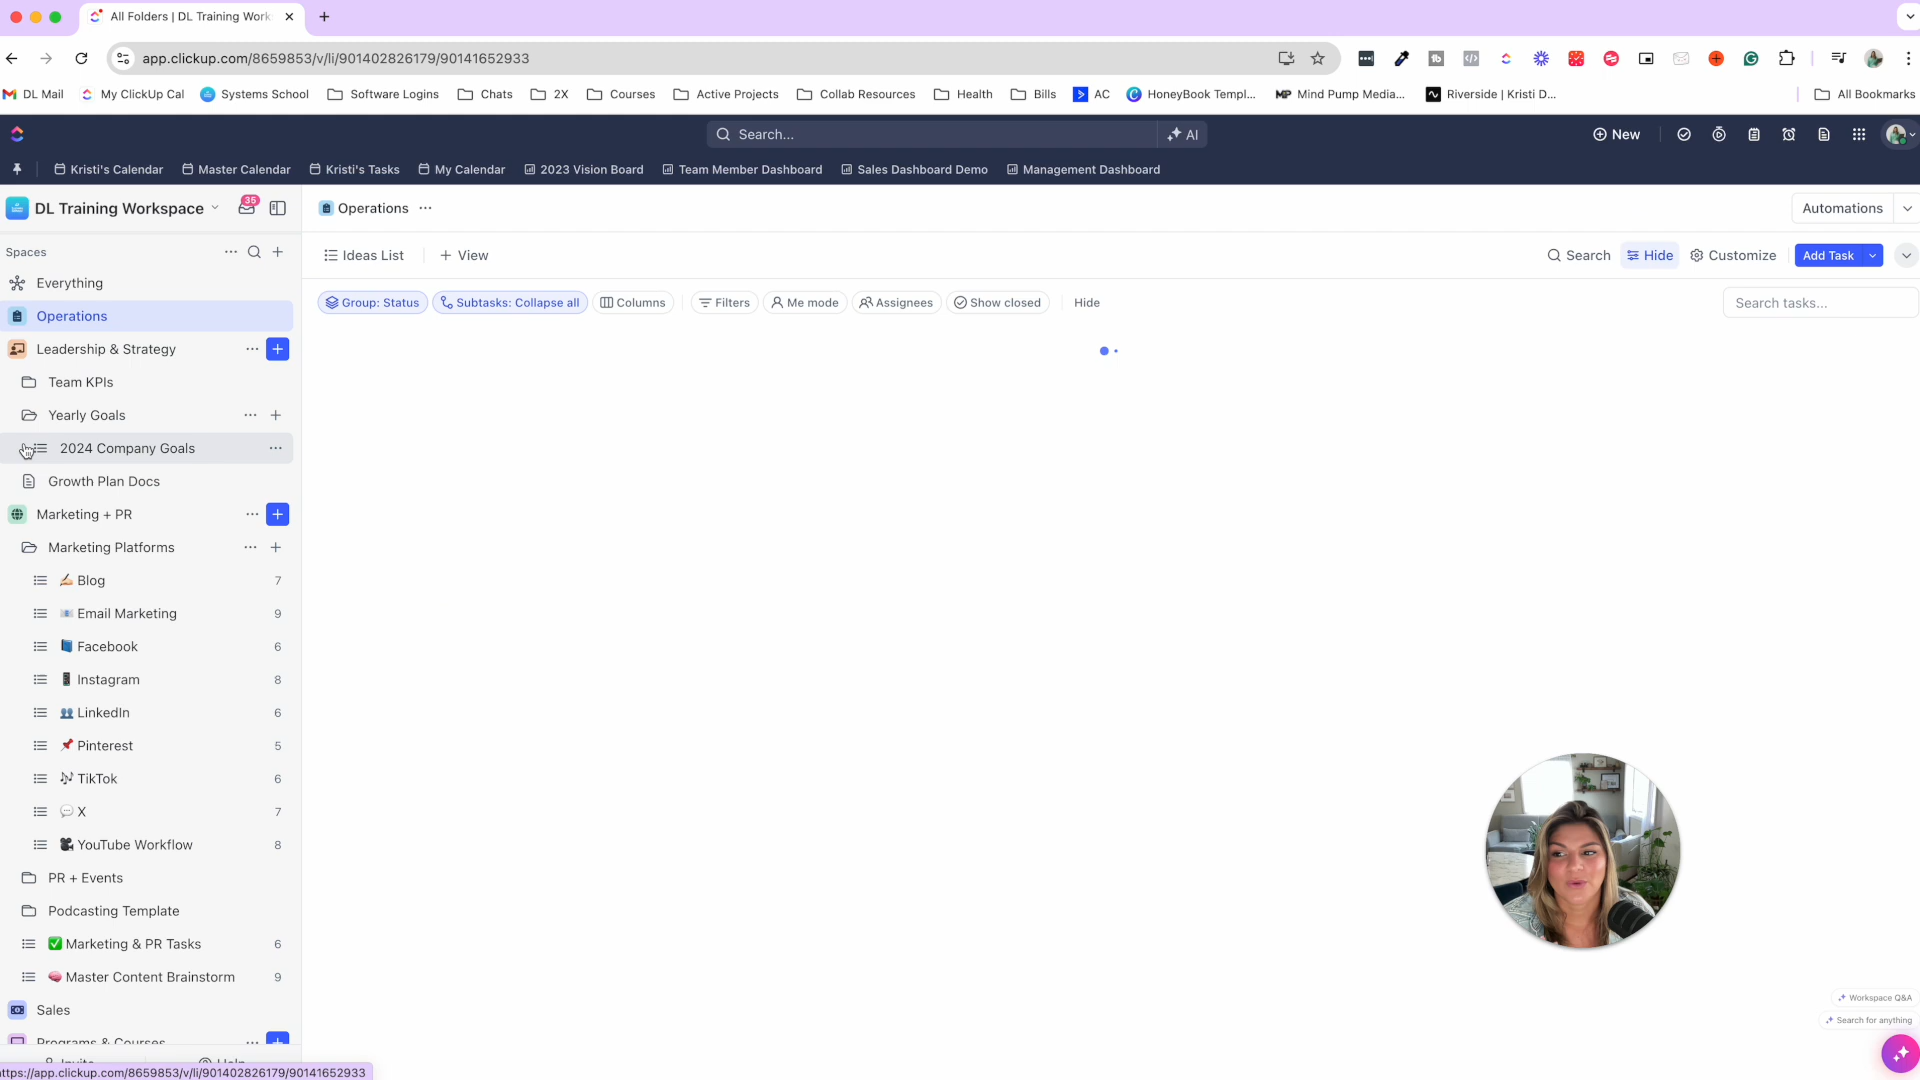 All Folders | DL Training Work
app.clickup.com/8659853/v/li/901402826179/90141652933
DL Mail
My ClickUp Cal
Systems School
Software Logins
Chats
2X
Courses
Active Projects
Collab Resources
Health
Bills
AC
HoneyBook Templ...
Mind Pump Media...
Riverside | Kristi D...
All Bookmarks
Search...
AI
New
Kristi's Calendar
Master Calendar
Kristi's Tasks
My Calendar
2023 Vision Board
Team Member Dashboard
Sales Dashboard Demo
Management Dashboard
DL Training Workspace
35
Operations
Automations
Spaces
Ideas List
+ View
Search
Hide
Customize
Add Task
Everything
Operations
Group: Status
Subtasks: Collapse all
Columns
Filters
Me mode
Assignees
Show closed
Hide
Search tasks...
Leadership & Strategy
Team KPIs
Yearly Goals
2024 Company Goals
Growth Plan Docs
Marketing + PR
Marketing Platforms
Blog 7
Email Marketing 9
Facebook 6
Instagram 8
LinkedIn 6
Pinterest 5
TikTok 6
X 7
YouTube Workflow 8
PR + Events
Podcasting Template
Marketing & PR Tasks 6
Master Content Brainstorm 9
Workspace Q&A
Sales
Search for anything
Programs & Courses
Invite
Help
ttps://app.clickup.com/8659853/v/li/901402826179/90141652933